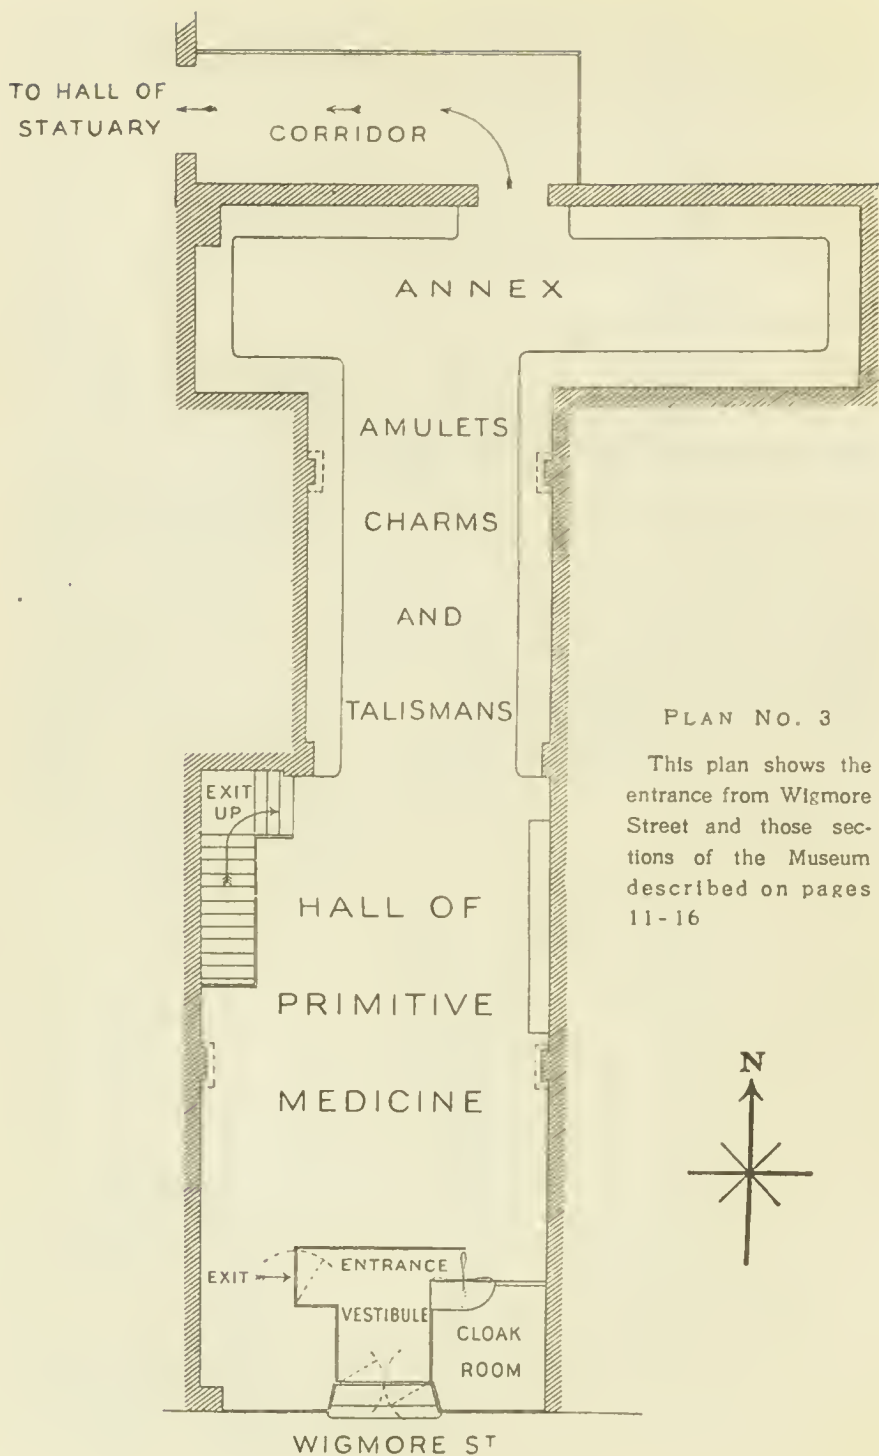 TO HALL OF
STATUARY
CORRIDOR
ANNEX
AMULETS
CHARMS
AND
TALISMANS
PLAN No. 3
This plan shows the
entrance from Wigmore
Street and those sec-
tions of the Museum
described on pages
11-16
EXIT
UP
HALL OF
PRIMITIVE
MEDICINE
N
EXIT
ENTRANCE
VESTIBULE
CLOAK
ROOM
WIGMORE ST